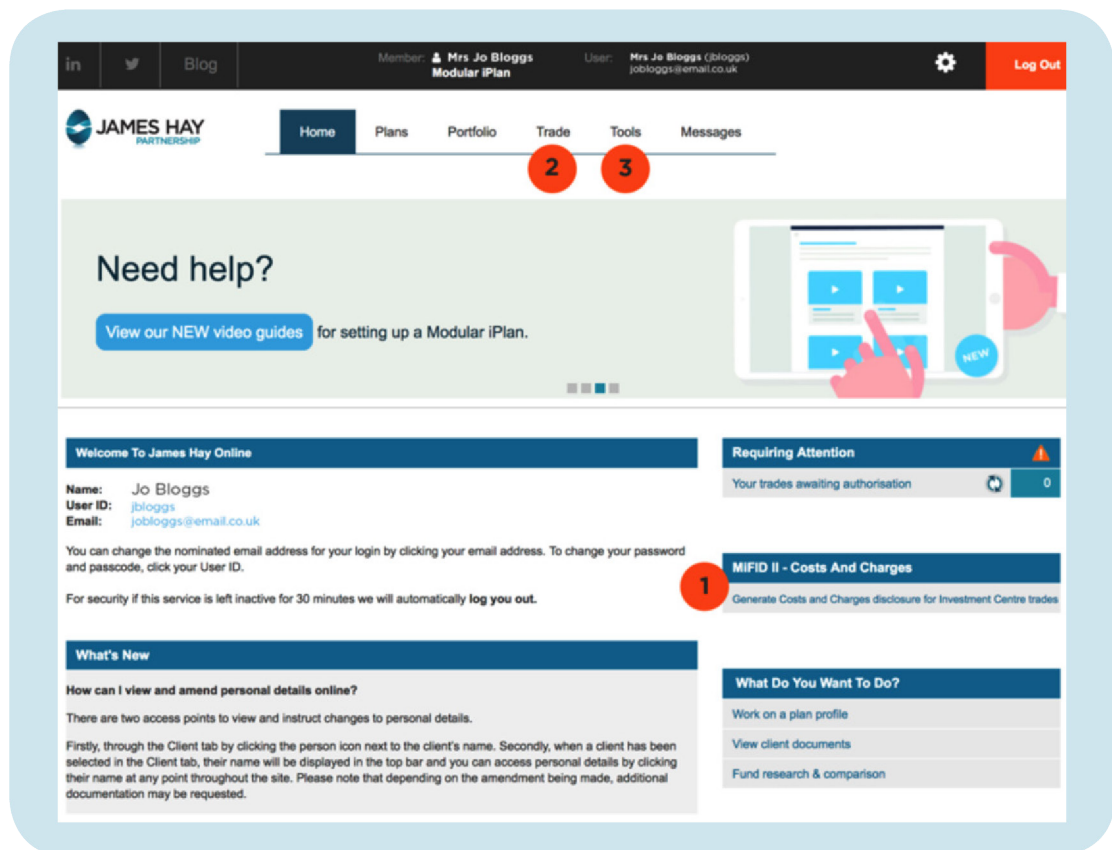 in Blog Member: Mrs Jo Bloggs User: Mrs Jo Bloggs (jbloggs) Log Out
Modular iPlan jobloggs@email.co.uk
JAMES HAY
PARTNERSHIP
Home Plans Portfolio Trade Tools Messages
2 3
Need help?
View our NEW video guides for setting up a Modular iPlan.
NEW
Welcome To James Hay Online
Name: Jo Bloggs
User ID: jbloggs
Email: jobloggs@email.co.uk
You can change the nominated email address for your login by clicking your email address. To change your password
and passcode, click your User ID.
For security if this service is left inactive for 30 minutes we will automatically log you out.
What's New
How can I view and amend personal details online?
There are two access points to view and instruct changes to personal details.
Firstly, through the Client tab by clicking the person icon next to the client's name. Secondly, when a client has been
selected in the Client tab, their name will be displayed in the top bar and you can access personal details by clicking
their name at any point throughout the site. Please note that depending on the amendment being made, additional
documentation may be requested.
Requiring Attention
Your trades awaiting authorisation 0
MiFID II - Costs And Charges
1
Generate Costs and Charges disclosure for Investment Centre trades
What Do You Want To Do?
Work on a plan profile
View client documents
Fund research & comparison